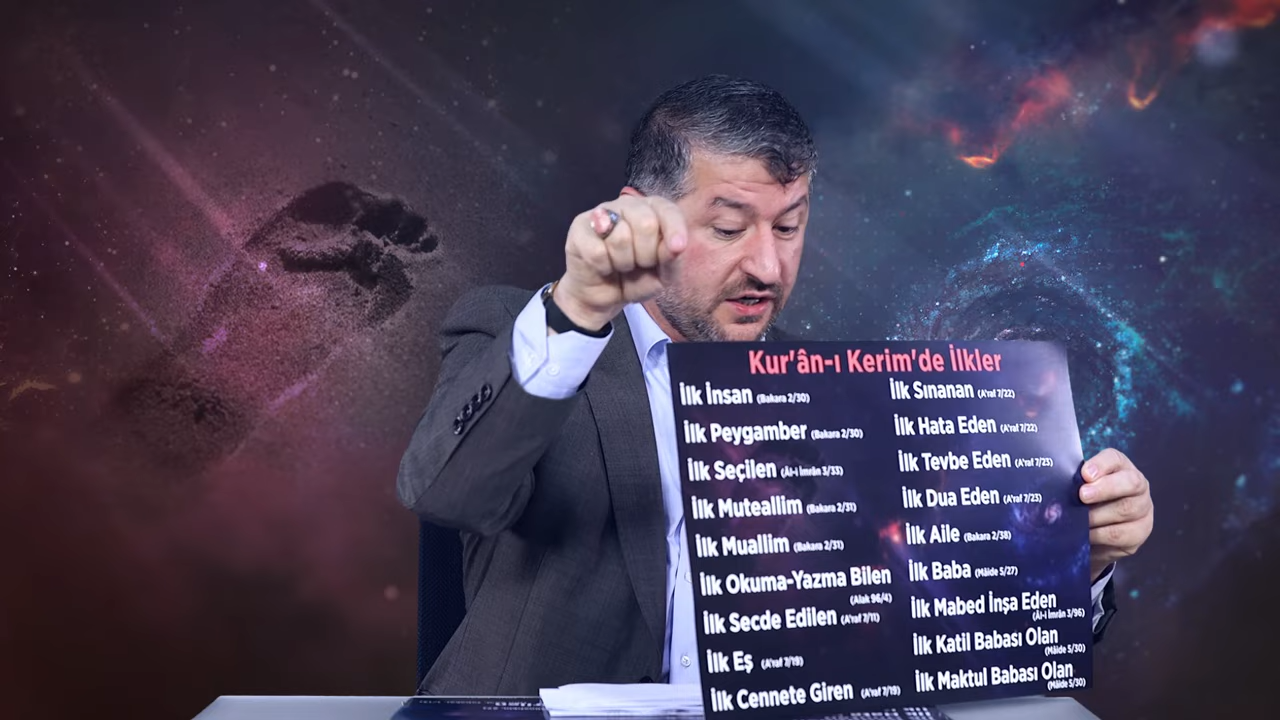 Kur'ân-ı Kerim'de İlkler
İlk İnsan (Bakara 2/30)
İlk Peygamber (Bakara 2/30)
İlk Seçilen (Âl-i İmrân 3/33)
İlk Muteallim (Bakara 2/31)
İlk Muallim (Bakara 2/31)
İlk Okuma-Yazma Bilen
(Alak 96/4)
İlk Secde Edilen (A'raf 7/11)
İlk Eş (A'raf 7/19)
İlk Cennete Giren (A'raf 7/19)
İlk Sınanan (A'raf 7/22)
İlk Hata Eden (A'raf 7/22)
İlk Tevbe Eden (A'raf 7/23)
İlk Dua Eden (A'raf 7/23)
İlk Aile (Bakara 2/38)
İlk Baba (Mâide 5/27)
İlk Mabed İnşa Eden
(Âl-i İmrân 3/96)
İlk Katil Babası Olan
(Mâide 5/30)
İlk Maktul Babası Olan
(Mâide 5/30)